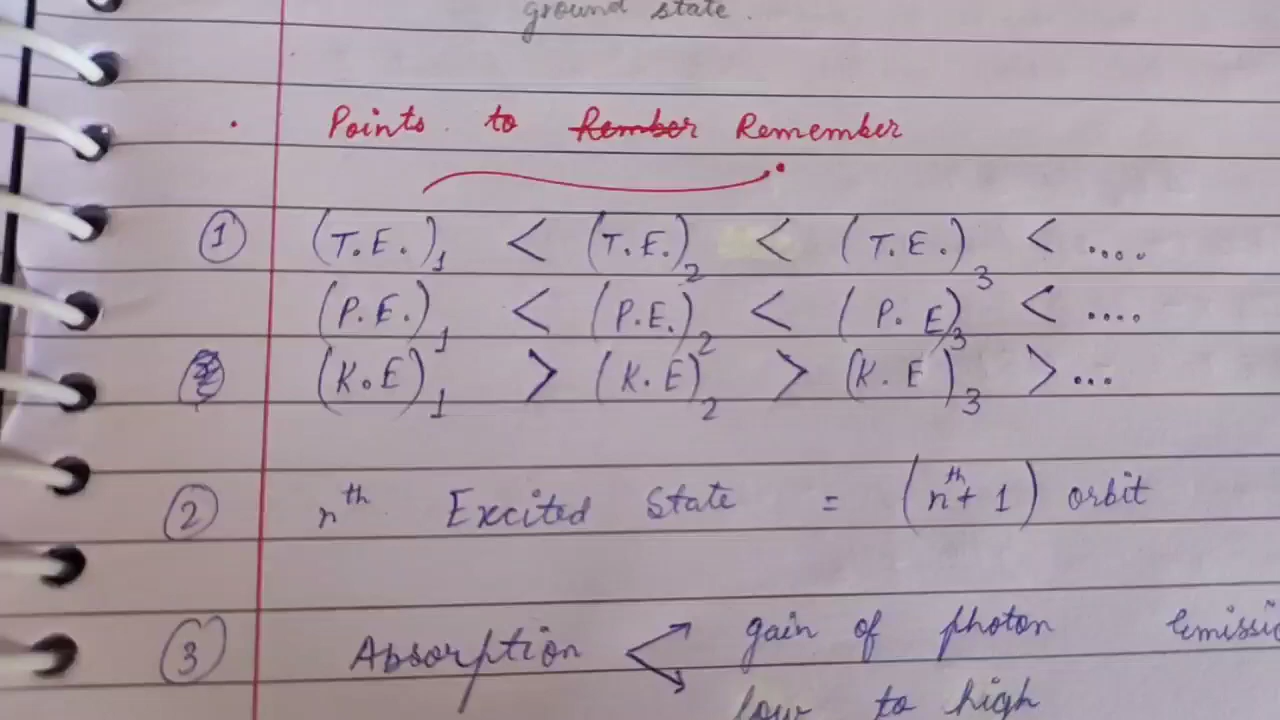 ground state.
. Points to Rember Remember
① (T.E.)₁ < (T.E.)₂ < (T.E.)₃ < ....
(P.E.)₁ < (P.E.)₂ < (P.E)₃ < ....
(K.E)₁ > (K.E)₂ > (K.E)₃ > ...
② nᵗʰ Excited State = (nᵗʰ+ 1) orbit
③ Absorption < gain of photon
low to high